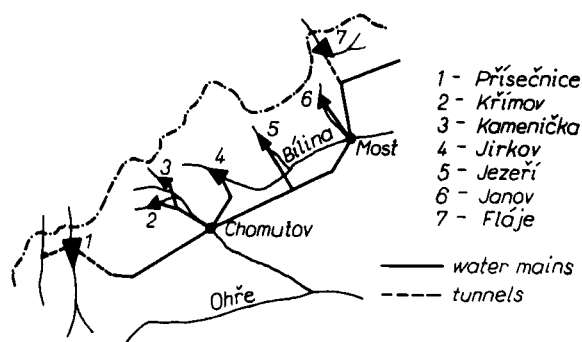 7
1 - Přísečnice
2 - Křímov
3 - Kamenička
4 - Jirkov
5 - Jezeří
6 - Janov
7 - Fláje
6
5
Bílina
Most
3
4
2
Chomutov
1
water mains
Ohře
tunnels